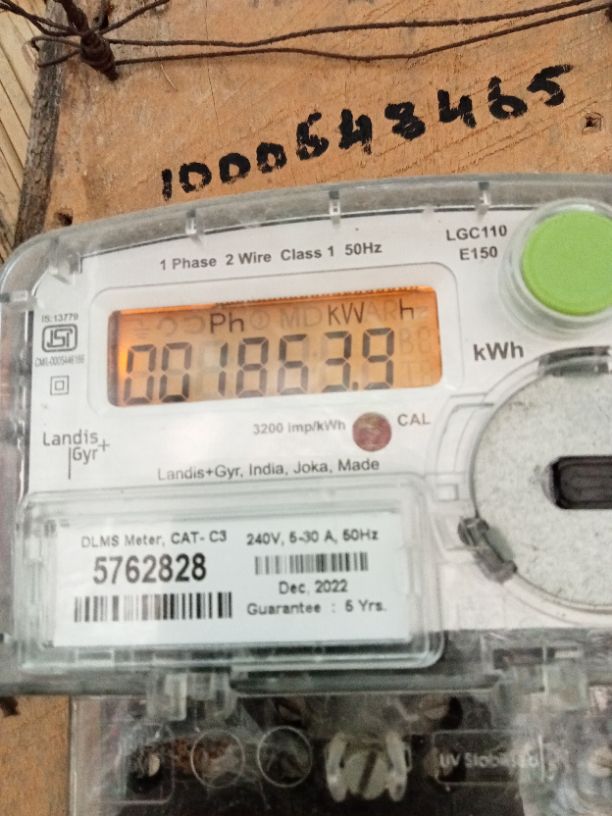 1000548465
LGC110
E150
1 Phase 2 Wire Class 1 50Hz
IS:13779
ISI
Ph MD KW h
001863.9
kWh
3200 imp/kWh
CAL
Landis
Gyr+
Landis+Gyr, India, Joka, Made
DLMS Meter, CAT- C3
240V, 5-30 A, 50Hz
5762828
Dec, 2022
Guarantee : 5 Yrs.